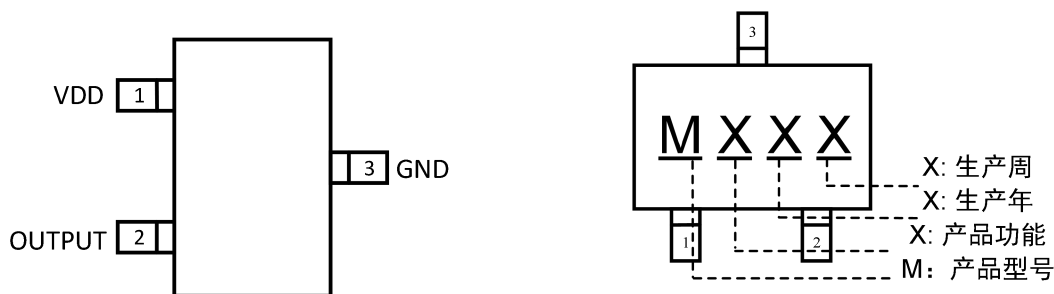 VDD
1
3
GND
OUTPUT
2
3
M X X X
X: 生产周
X: 生产年
1
2
X: 产品功能
M：产品型号